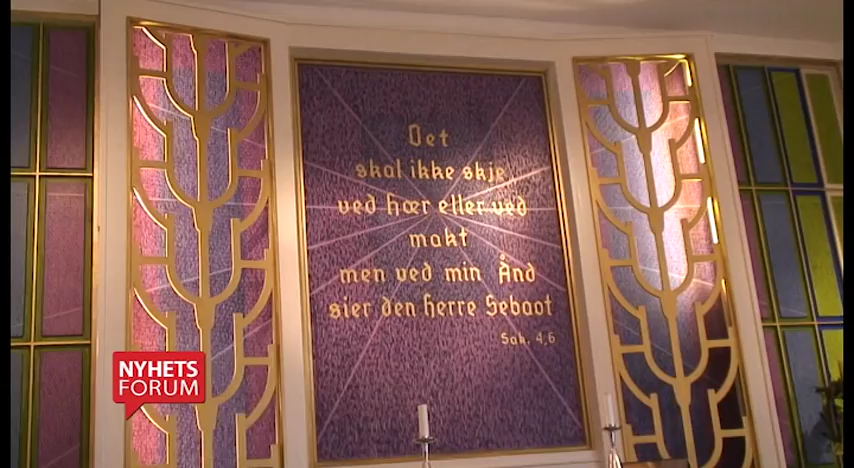 Det
skal ikke skje
ved hær eller ved
makt
men ved min Ånd
sier den herre Sebaot
Sak. 4,6
NYHETS
FORUM